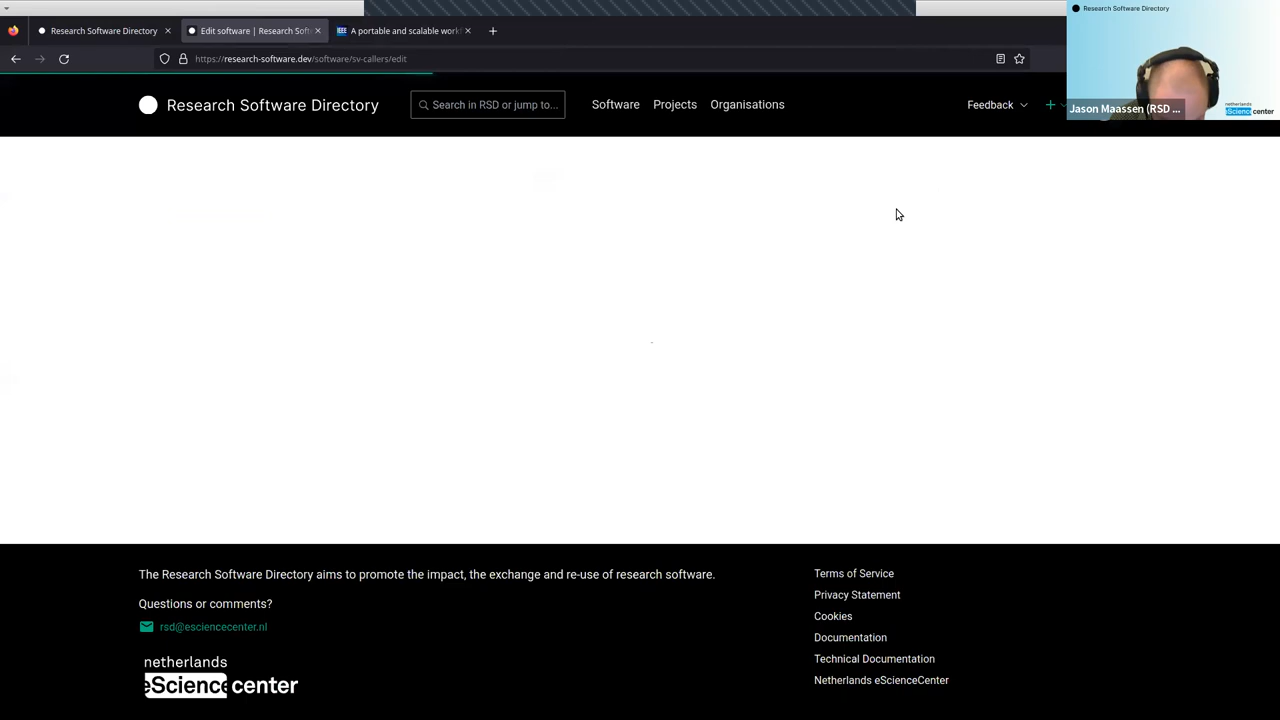 Research Software Directory
Edit software | Research Soft
A portable and scalable work
https://research-software.dev/software/sv-callers/edit
Research Software Directory
Jason Maassen (RSD ...
netherlands
eScience center
Research Software Directory
Search in RSD or jump to...
Software
Projects
Organisations
Feedback
The Research Software Directory aims to promote the impact, the exchange and re-use of research software.
Questions or comments?
rsd@esciencecenter.nl
netherlands
eScience center
Terms of Service
Privacy Statement
Cookies
Documentation
Technical Documentation
Netherlands eScienceCenter